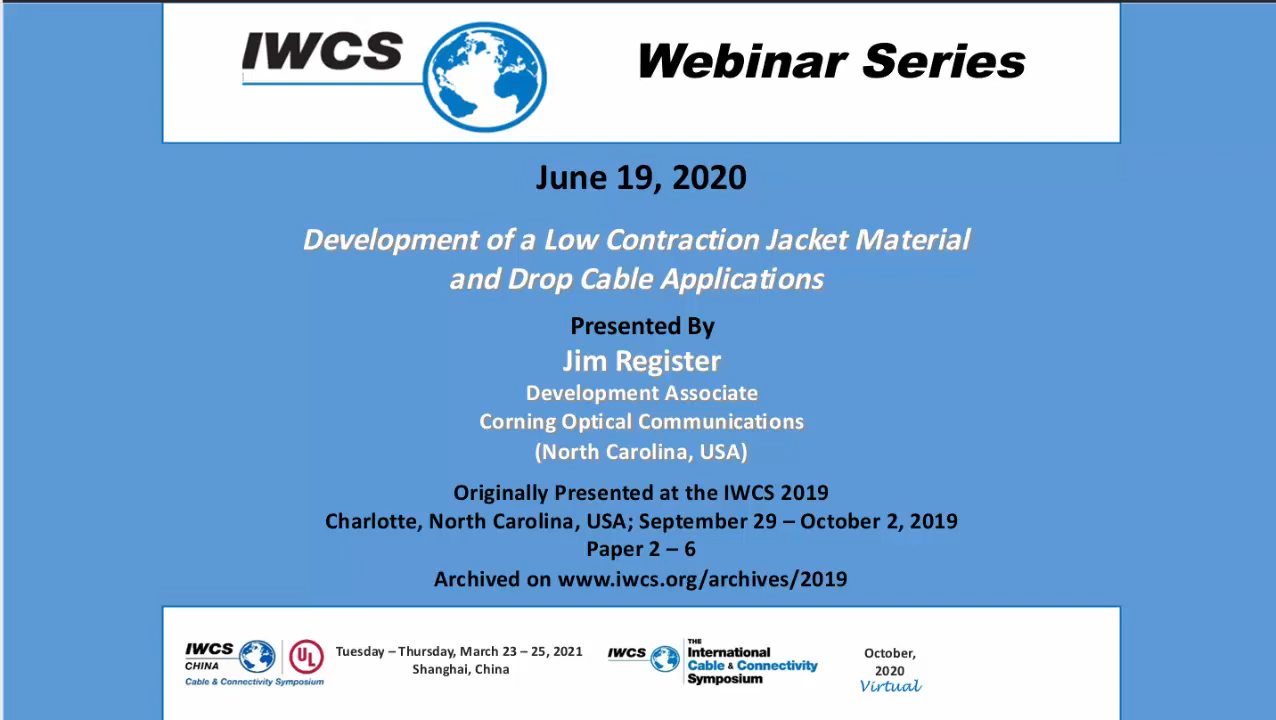 IWCS
Webinar Series
June 19, 2020
Development of a Low Contraction Jacket Material
and Drop Cable Applications
Presented By
Jim Register
Development Associate
Corning Optical Communications
(North Carolina, USA)
Originally Presented at the IWCS 2019
Charlotte, North Carolina, USA; September 29 – October 2, 2019
Paper 2 – 6
Archived on www.iwcs.org/archives/2019
IWCS
CHINA
UL
Cable & Connectivity Symposium
Tuesday – Thursday, March 23 – 25, 2021
Shanghai, China
IWCS
THE
International
Cable & Connectivity
Symposium
October,
2020
Virtual